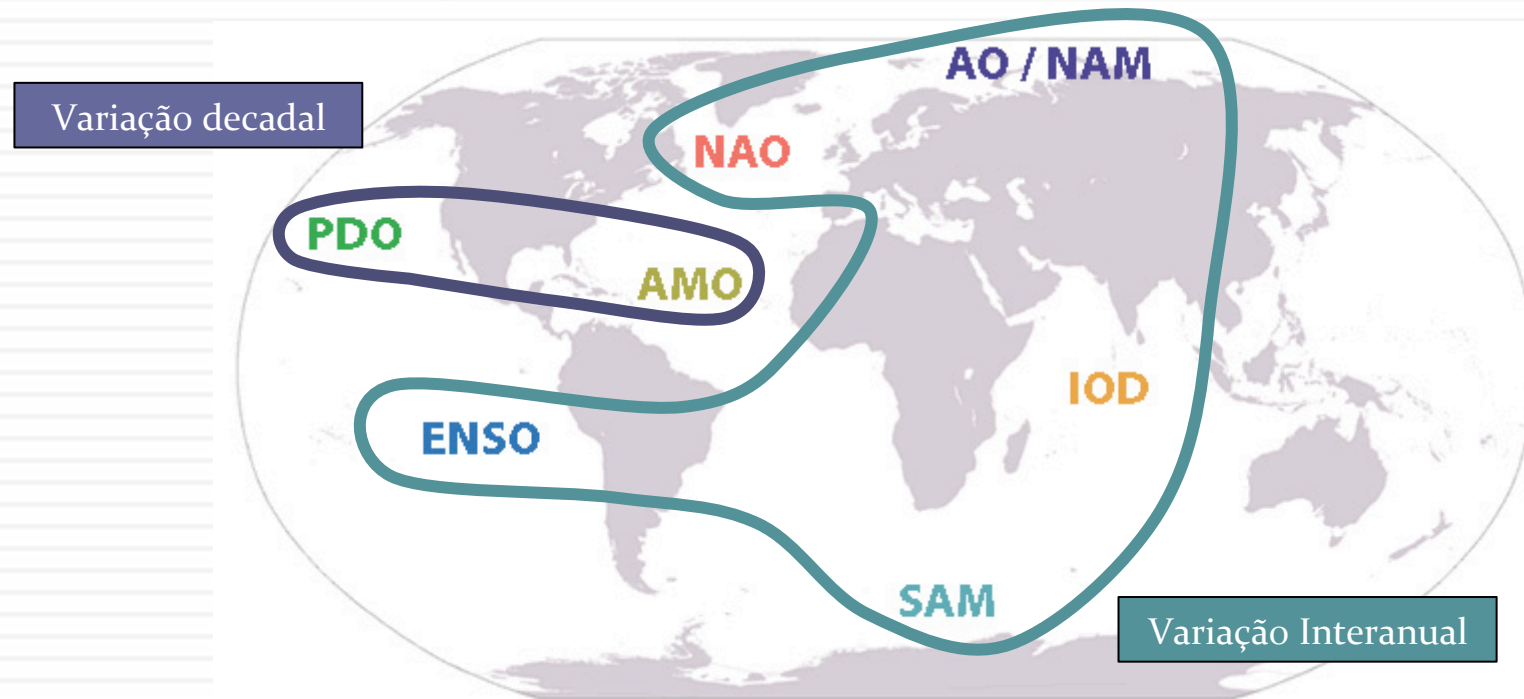 AO / NAM
Variação decadal
NAO
PDO
AMO
IOD
ENSO
SAM
Variação Interanual